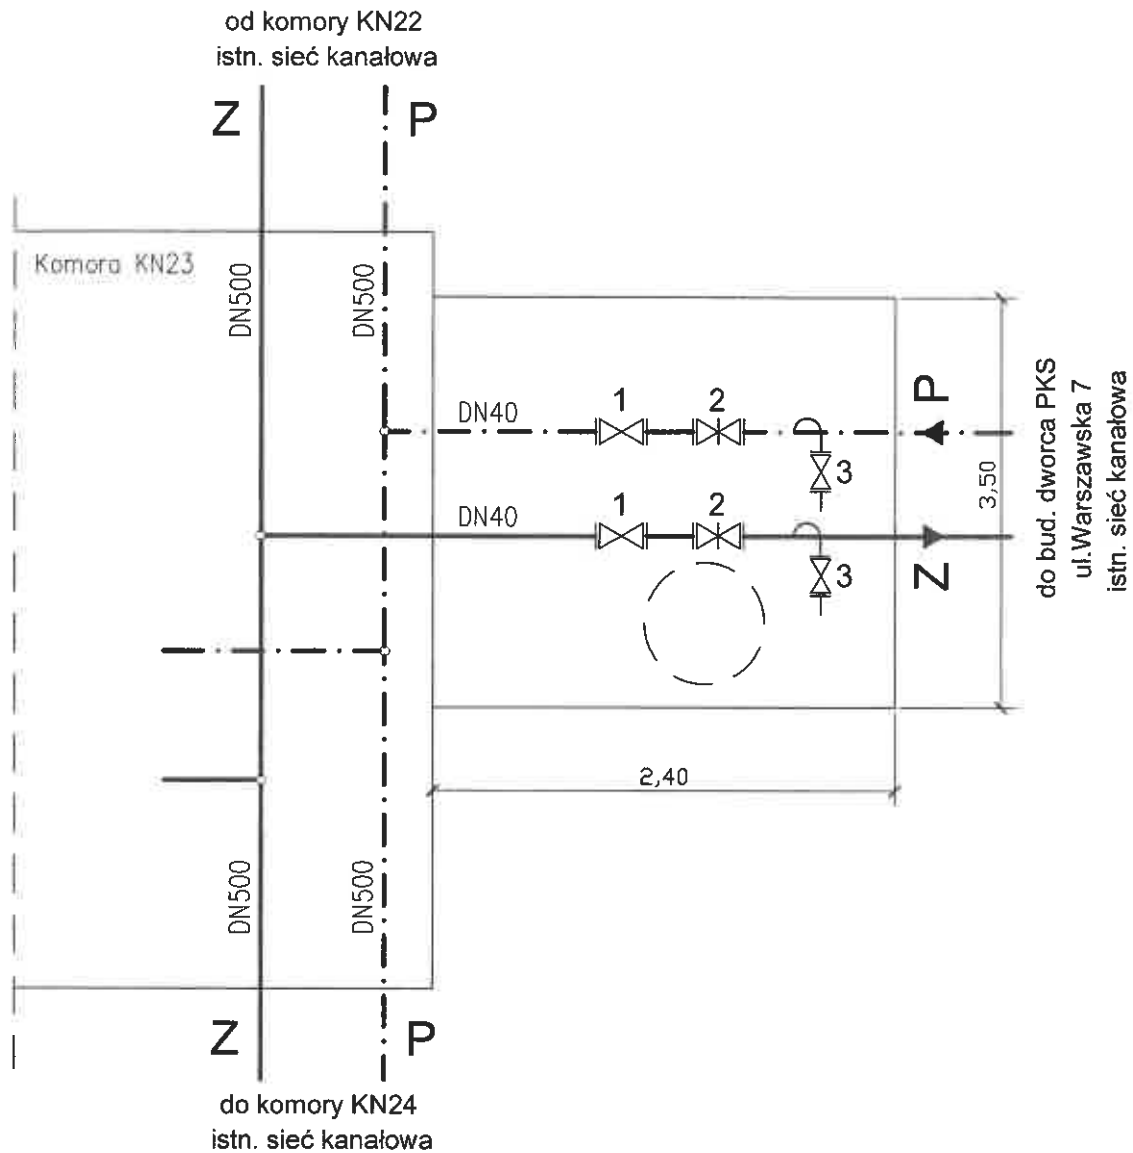 od komory KN22
istn. sieć kanałowa
Z
P
Komora KN23
DN500
DN500
DN40
1
2
3
P
DN40
1
2
3
Z
3,50
do bud. dworca PKS
ul.Warszawska 7
istn. sieć kanałowa
2,40
DN500
DN500
Z
P
do komory KN24
istn. sieć kanałowa